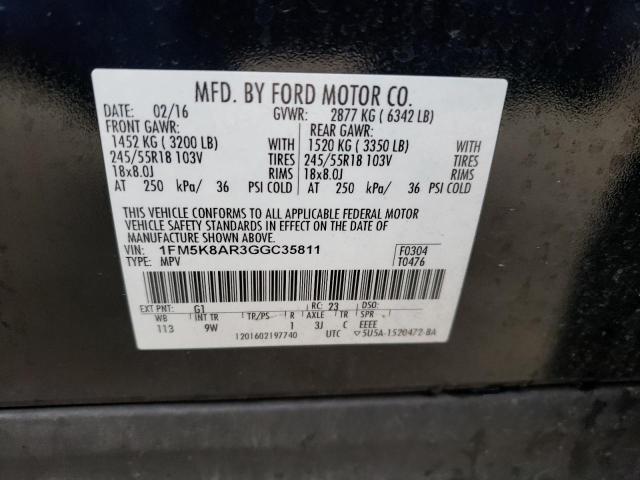 MFD. BY FORD MOTOR CO.
DATE: 02/16 GVWR: 2877 KG ( 6342 LB)
FRONT GAWR: REAR GAWR:
1452 KG ( 3200 LB) WITH 1520 KG ( 3350 LB) WITH
245/55R18 103V TIRES 245/55R18 103V TIRES
18x8.0J RIMS 18x8.0J RIMS
AT 250 kPa/ 36 PSI COLD AT 250 kPa/ 36 PSI COLD
THIS VEHICLE CONFORMS TO ALL APPLICABLE FEDERAL MOTOR
VEHICLE SAFETY STANDARDS IN EFFECT ON THE DATE OF
MANUFACTURE SHOWN ABOVE.
VIN: 1FM5K8AR3GGC35811 F0304
TYPE: MPV T0476
EXT PNT: G1 RC: 23 DSO:
WB INT TR TR/PS R AXLE TR SPR
113 9W 1 3J C EEEE
1201602197740 UTC 5U5A-1520472-BA